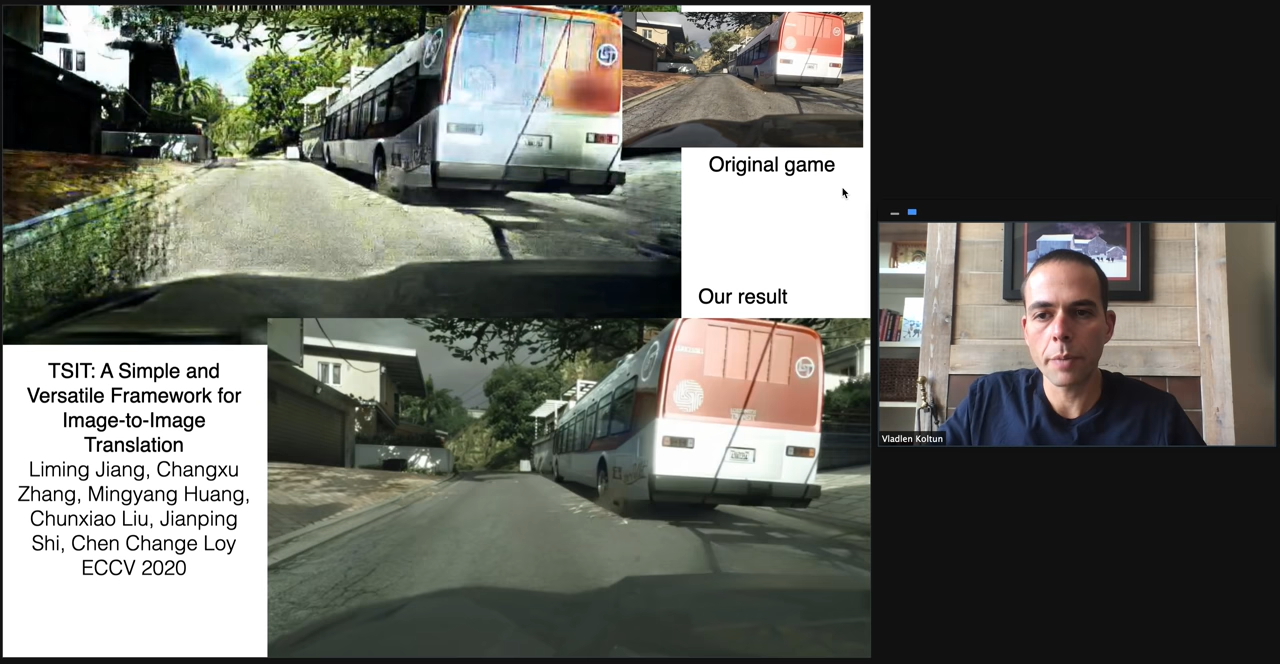 Original game
Our result
TSIT: A Simple and
Versatile Framework for
Image-to-Image
Translation
Liming Jiang, Changxu
Zhang, Mingyang Huang,
Chunxiao Liu, Jianping
Shi, Chen Change Loy
ECCV 2020
Vladlen Koltun